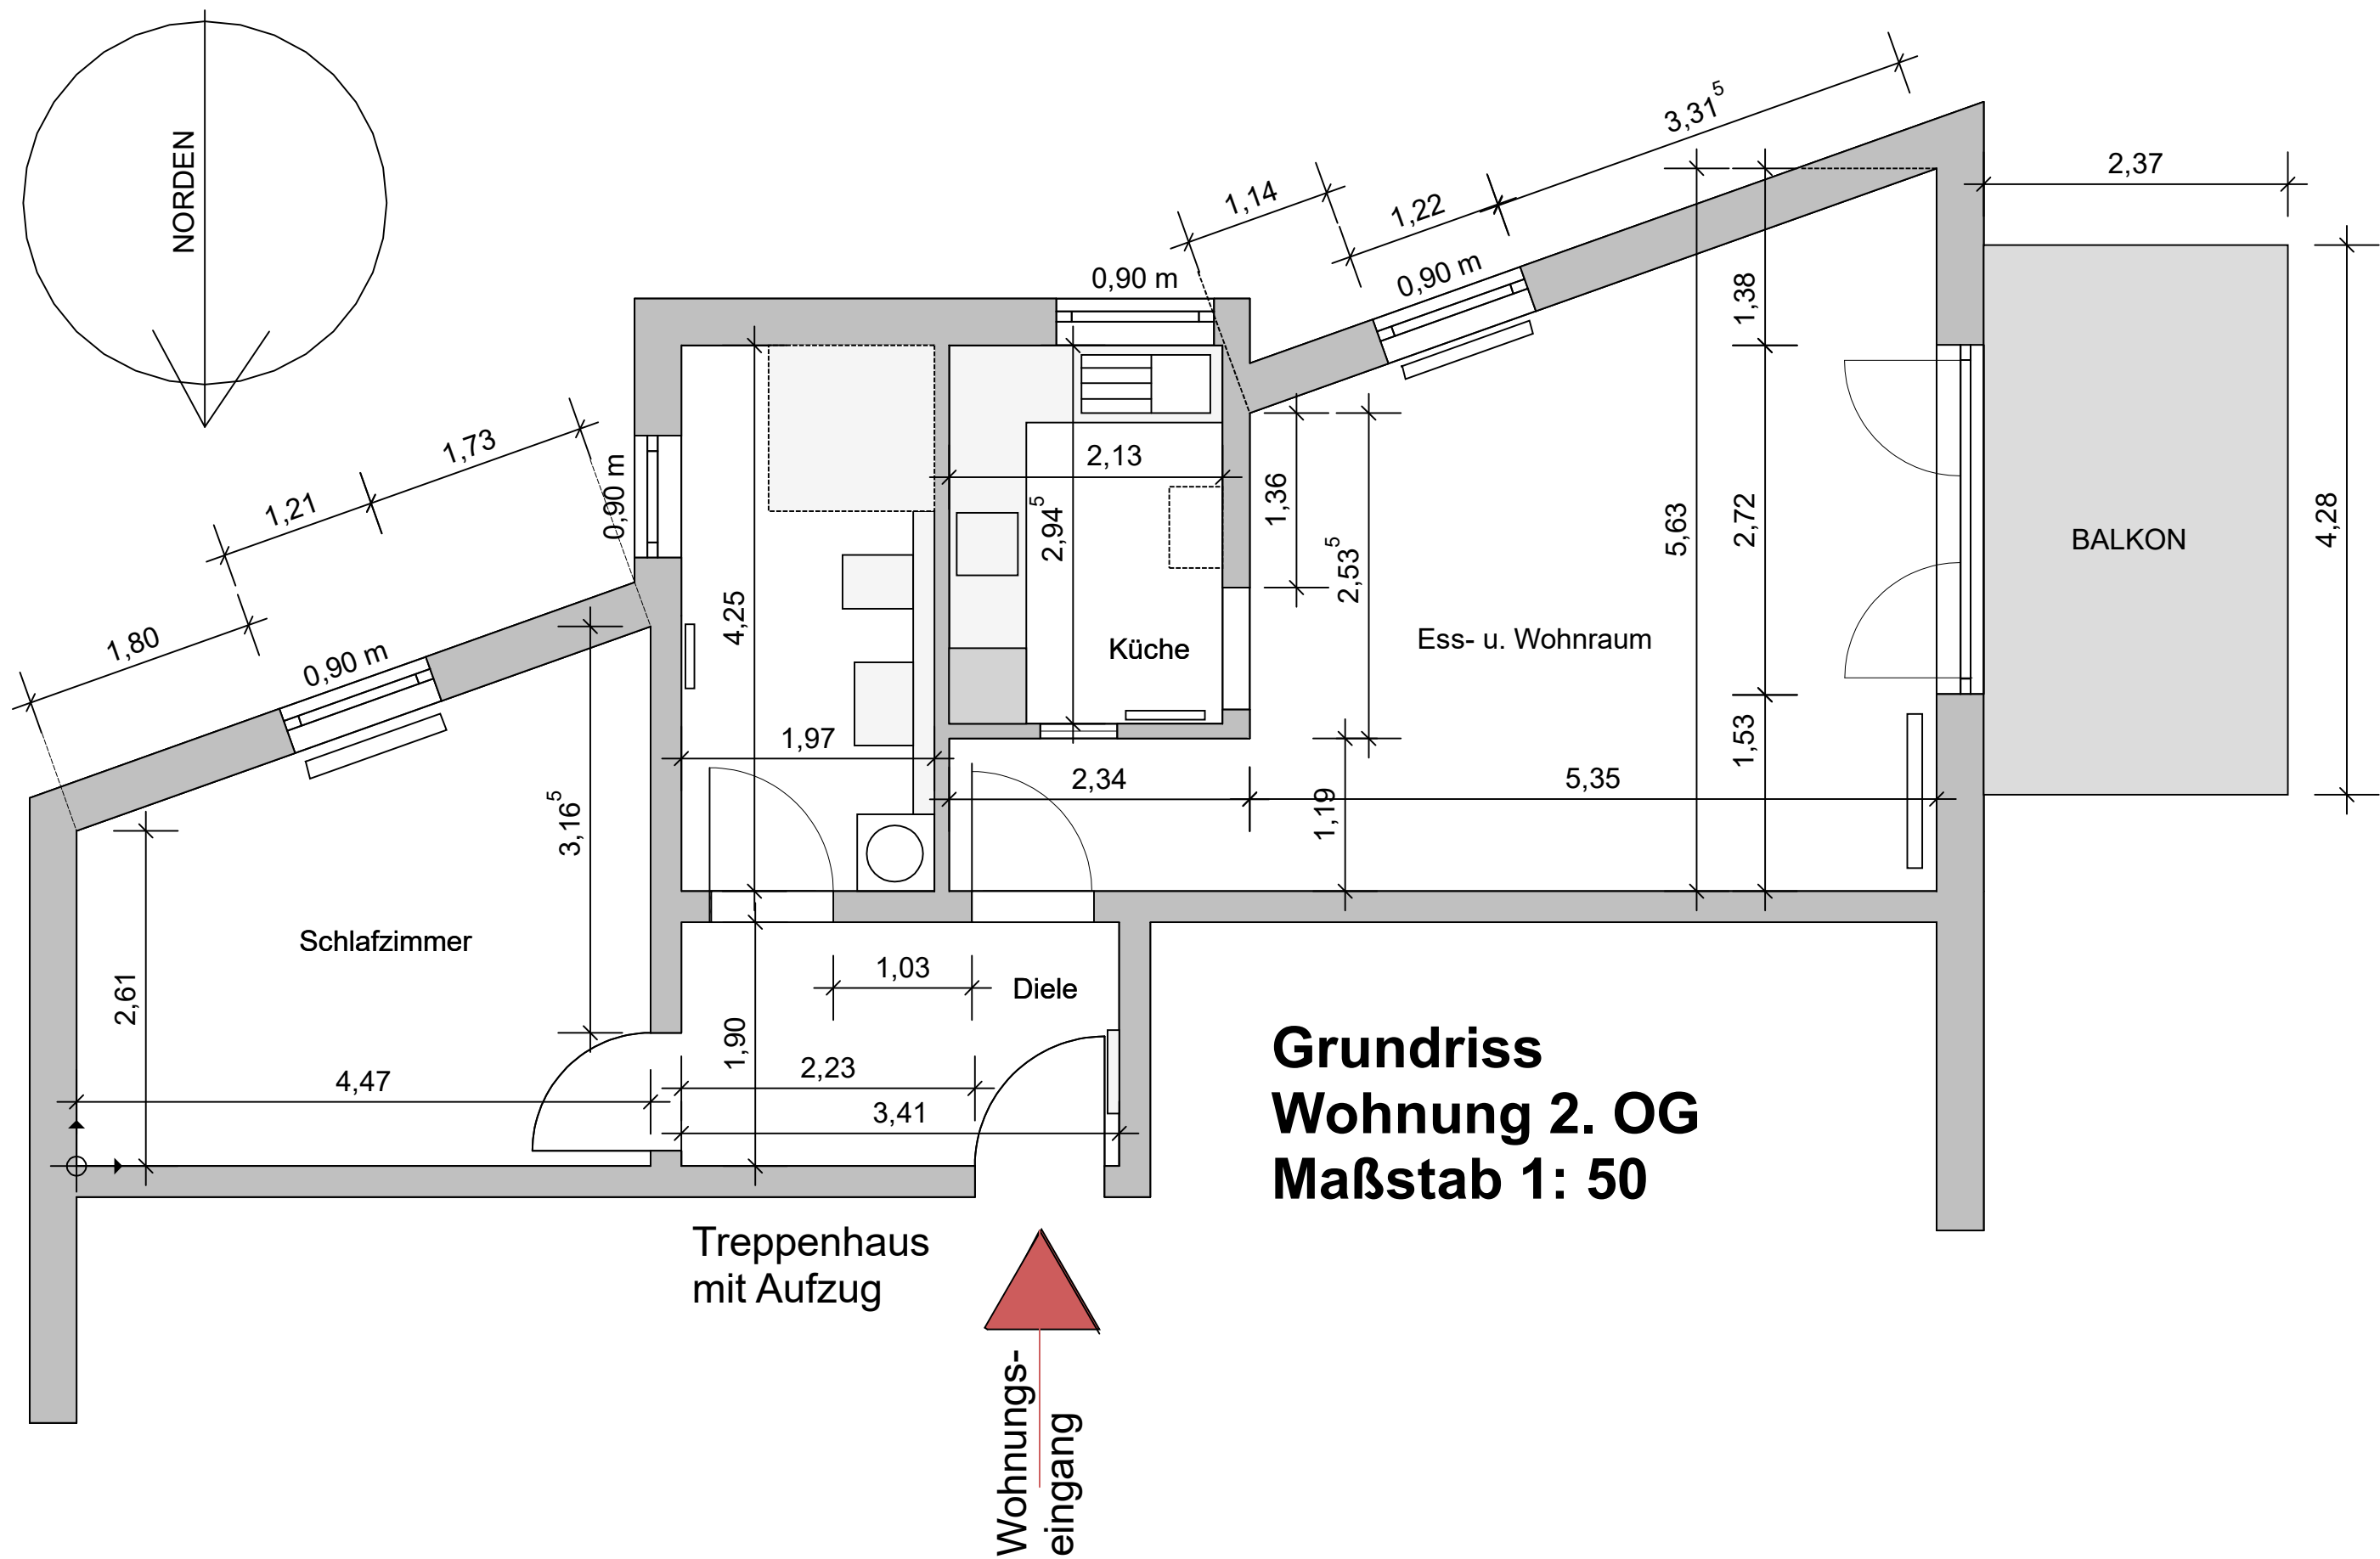 NORDEN
3,31⁵
2,37
1,14
1,22
0,90 m
0,90 m
1,38
1,73
1,21
0,90 m
2,13
2,94⁵
1,36
2,53⁵
5,63
2,72
4,28
BALKON
1,80
0,90 m
4,25
Küche
Ess- u. Wohnraum
1,97
2,34
5,35
1,53
1,19
3,16⁵
Schlafzimmer
2,61
1,03
Diele
1,90
4,47
2,23
3,41
Grundriss
Wohnung 2. OG
Maßstab 1: 50
Treppenhaus
mit Aufzug
Wohnungs-
eingang